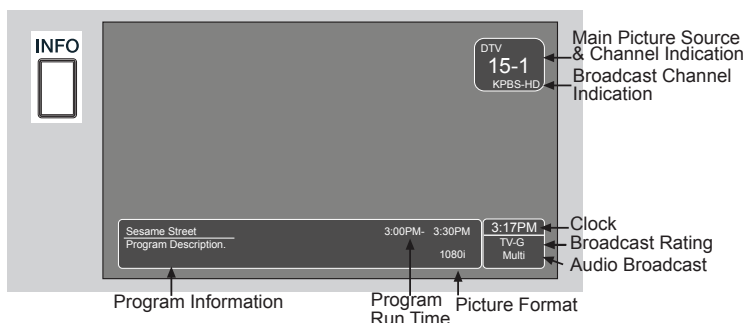 INFO
DTV
15-1
KPBS-HD
Main Picture Source
& Channel Indication
Broadcast Channel
Indication
Sesame Street
Program Description.
3:00PM- 3:30PM
1080i
3:17PM
TV-G
Multi
Clock
Broadcast Rating
Audio Broadcast
Program Information
Program
Run Time
Picture Format